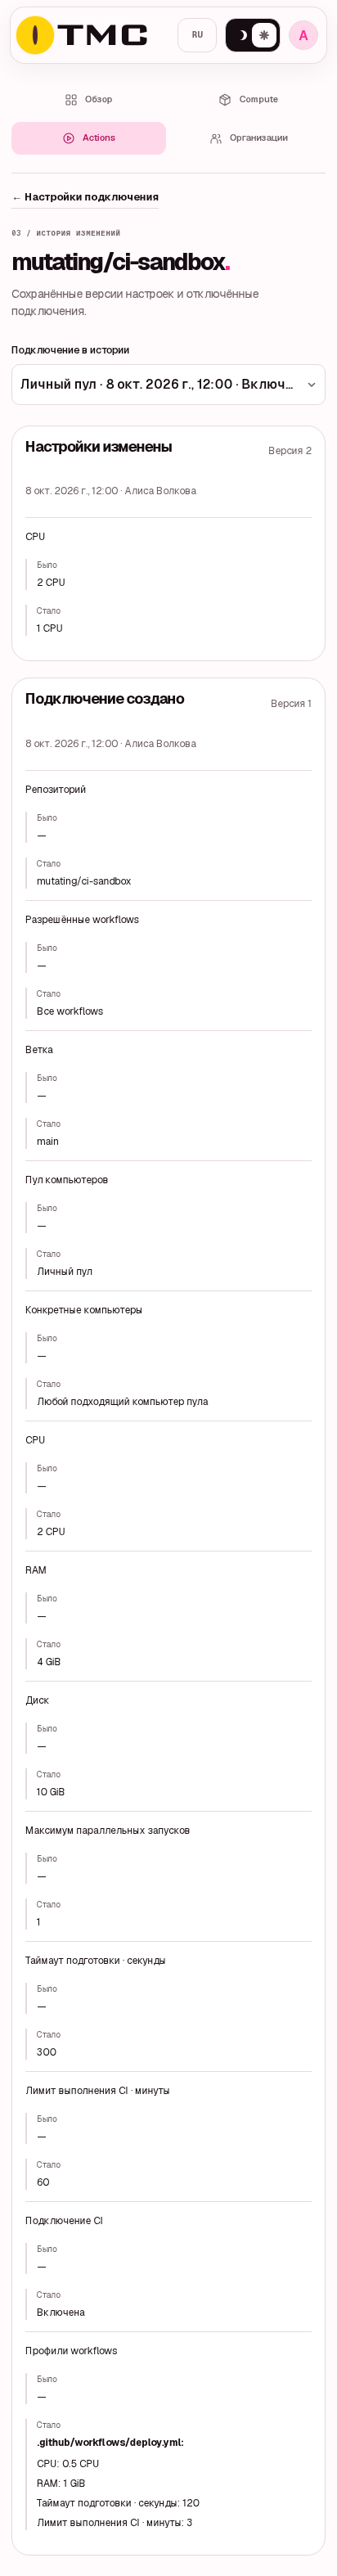 TMC
RU
A
Обзор
Compute
Actions
Организации
← Настройки подключения
03 / ИСТОРИЯ ИЗМЕНЕНИЙ
mutating/ci-sandbox.
Сохранённые версии настроек и отключённые
подключения.
Подключение в истории
Личный пул · 8 окт. 2026 г., 12:00 · Включ...
Настройки изменены
Версия 2
8 окт. 2026 г., 12:00 · Алиса Волкова
CPU
Было
2 CPU
Стало
1 CPU
Подключение создано
Версия 1
8 окт. 2026 г., 12:00 · Алиса Волкова
Репозиторий
Было
—
Стало
mutating/ci-sandbox
Разрешённые workflows
Было
—
Стало
Все workflows
Ветка
Было
—
Стало
main
Пул компьютеров
Было
—
Стало
Личный пул
Конкретные компьютеры
Было
—
Стало
Любой подходящий компьютер пула
CPU
Было
—
Стало
2 CPU
RAM
Было
—
Стало
4 GiB
Диск
Было
—
Стало
10 GiB
Максимум параллельных запусков
Было
—
Стало
1
Таймаут подготовки · секунды
Было
—
Стало
300
Лимит выполнения CI · минуты
Было
—
Стало
60
Подключение CI
Было
—
Стало
Включена
Профили workflows
Было
—
Стало
.github/workflows/deploy.yml:
CPU: 0.5 CPU
RAM: 1 GiB
Таймаут подготовки · секунды: 120
Лимит выполнения CI · минуты: 3